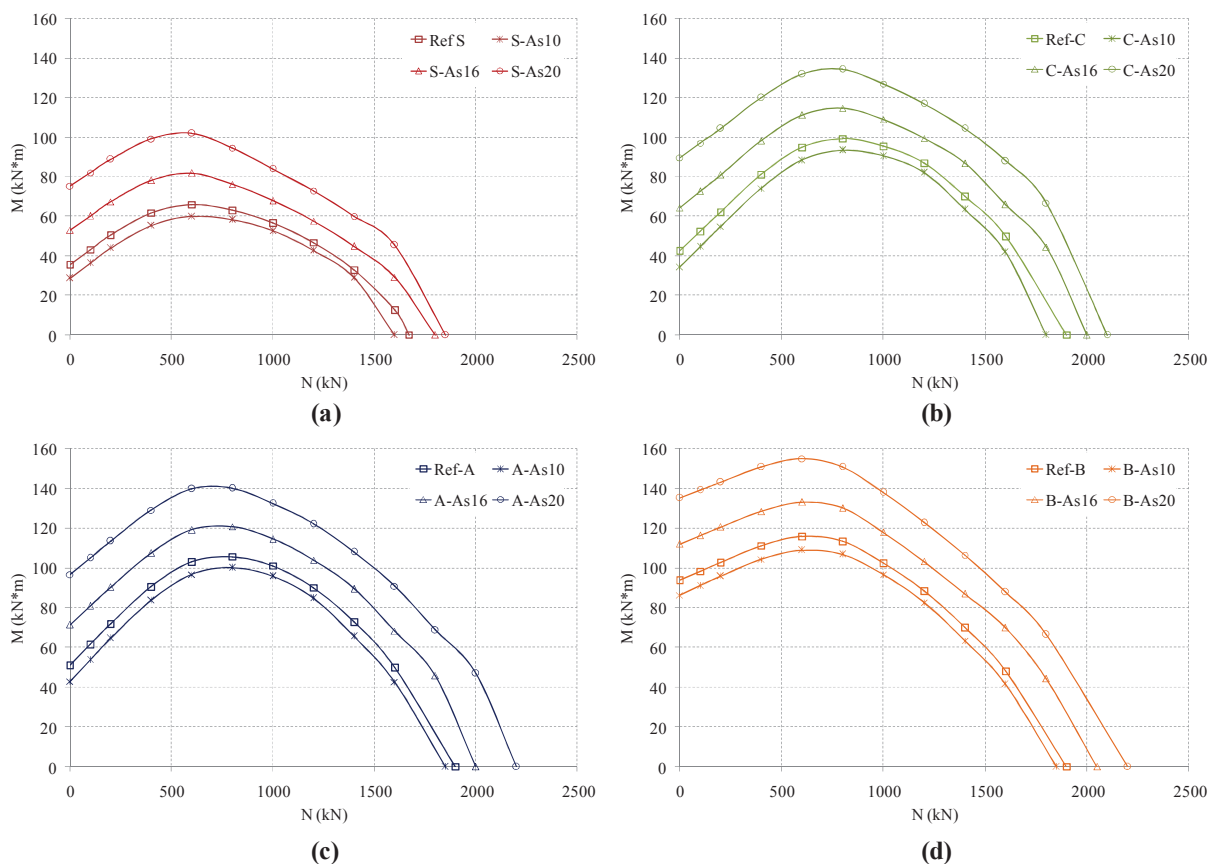 160
140
120
100
80
60
40
20
0
M (kN*m)
Ref S S-As10
S-As16 S-As20
0 500 1000 1500 2000 2500
N (kN)
(a)
160
140
120
100
80
60
40
20
0
M (kN*m)
Ref-C C-As10
C-As16 C-As20
0 500 1000 1500 2000 2500
N (kN)
(b)
160
140
120
100
80
60
40
20
0
M (kN*m)
Ref-A A-As10
A-As16 A-As20
0 500 1000 1500 2000 2500
N (kN)
(c)
160
140
120
100
80
60
40
20
0
M (kN*m)
Ref-B B-As10
B-As16 B-As20
0 500 1000 1500 2000 2500
N (kN)
(d)